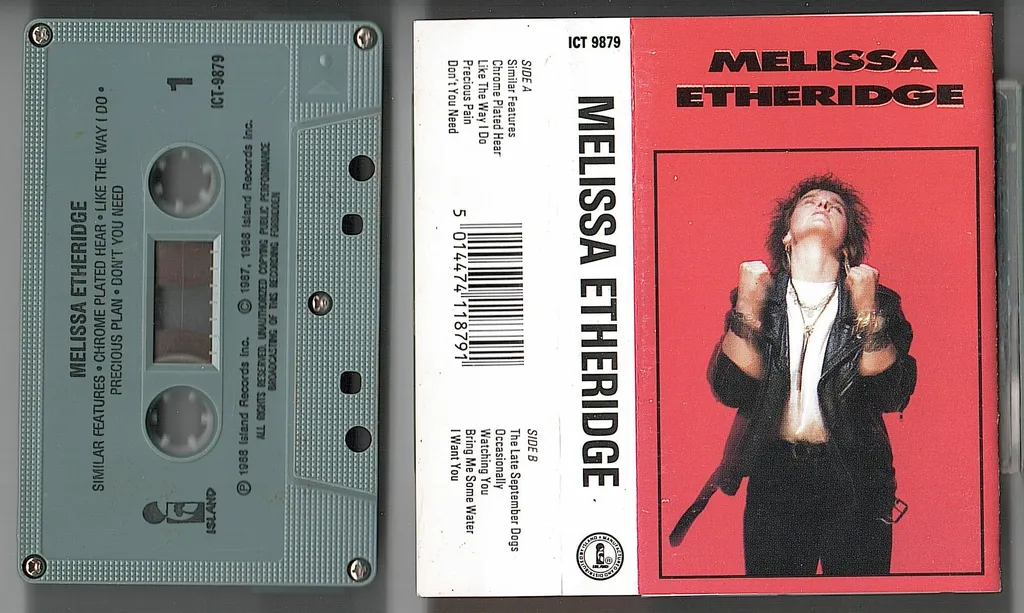 1
ICT-9879
MELISSA ETHERIDGE
SIMILAR FEATURES • CHROME PLATED HEAR • LIKE THE WAY I DO •
PRECIOUS PLAN • DON'T YOU NEED
Ⓟ 1988 Island Records Inc. © 1987, 1988 Island Records Inc.
ALL RIGHTS RESERVED. UNAUTHORIZED COPYING PUBLIC PERFORMANCE
BROADCASTING OF THIS RECORDING FORBIDDEN
ISLAND
ICT 9879
SIDE A
Similar Features
Chrome Plated Hear
Like The Way I Do
Precious Pain
Don't You Need
5 014474 118791
SIDE B
The Late September Dogs
Occasionally
Watching You
Bring Me Some Water
I Want You
MELISSA ETHERIDGE
MELISSA
ETHERIDGE